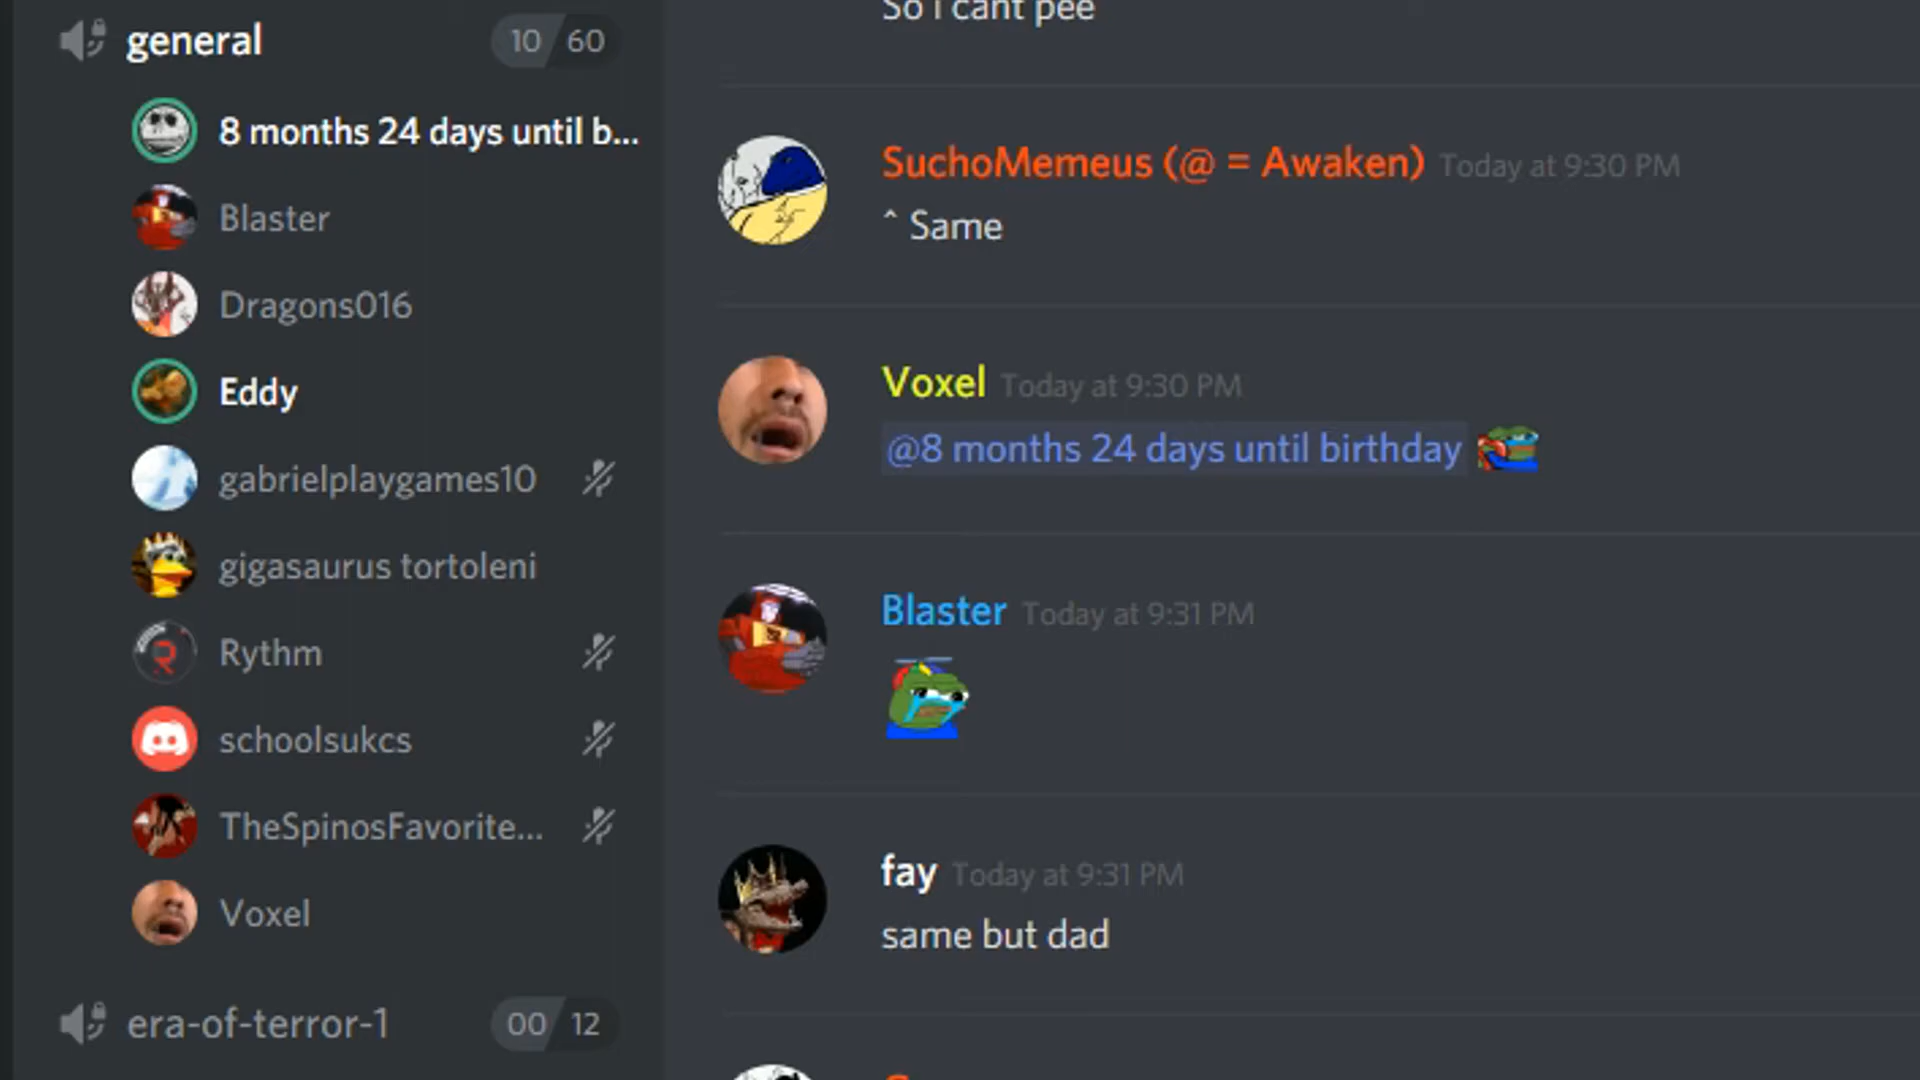 general 10 60
8 months 24 days until b...
Blaster
Dragons016
Eddy
gabrielplaygames10
gigasaurus tortoleni
Rythm
schoolsukcs
TheSpinosFavorite...
Voxel
era-of-terror-1 00 12
So I cant pee
SuchoMemeus (@ = Awaken) Today at 9:30 PM
^ Same
Voxel Today at 9:30 PM
@8 months 24 days until birthday
Blaster Today at 9:31 PM
fay Today at 9:31 PM
same but dad